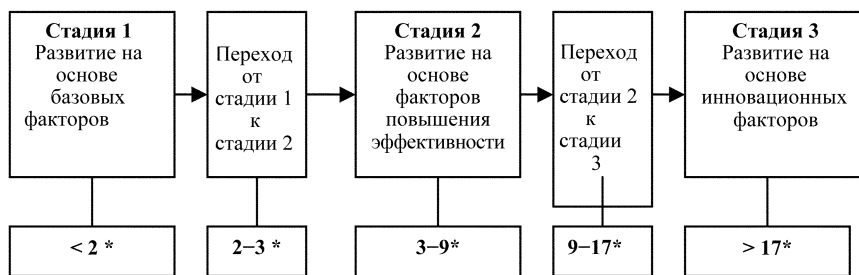 Стадия 1
Развитие на
основе
базовых
факторов
Переход
от
стадии 1
к
стадии 2
Стадия 2
Развитие на
основе
факторов
повышения
эффективности
Переход
от
стадии 2
к
стадии
3
Стадия 3
Развитие на
основе
инновационных
факторов
< 2 *
2–3 *
3–9*
9–17*
> 17*